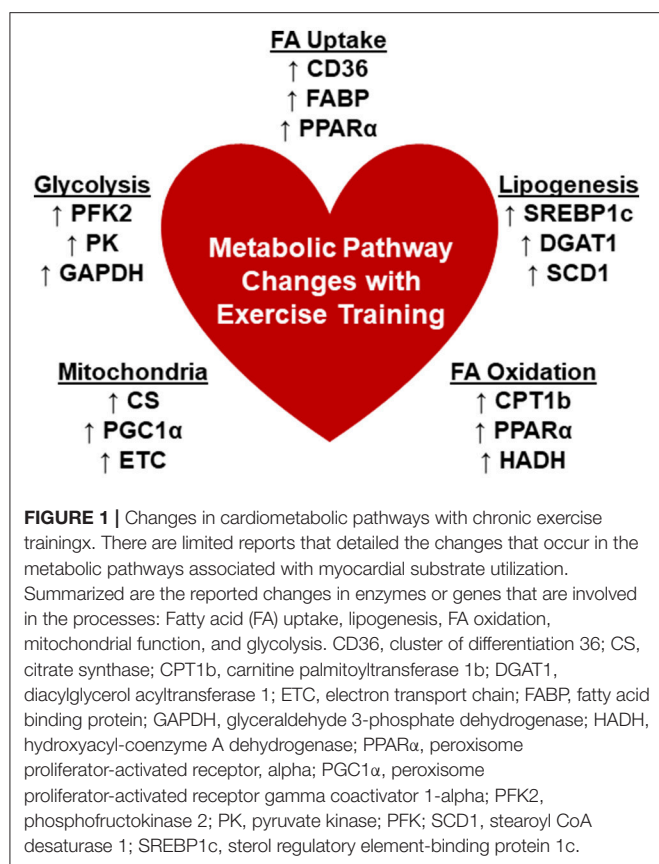 FA Uptake
↑ CD36
↑ FABP
↑ PPARα
Glycolysis
↑ PFK2
↑ PK
↑ GAPDH
Lipogenesis
↑ SREBP1c
↑ DGAT1
↑ SCD1
Metabolic Pathway
Changes with
Exercise Training
Mitochondria
↑ CS
↑ PGC1α
↑ ETC
FA Oxidation
↑ CPT1b
↑ PPARα
↑ HADH
FIGURE 1 | Changes in cardiometabolic pathways with chronic exercise
trainingx. There are limited reports that detailed the changes that occur in the
metabolic pathways associated with myocardial substrate utilization.
Summarized are the reported changes in enzymes or genes that are involved
in the processes: Fatty acid (FA) uptake, lipogenesis, FA oxidation,
mitochondrial function, and glycolysis. CD36, cluster of differentiation 36; CS,
citrate synthase; CPT1b, carnitine palmitoyltransferase 1b; DGAT1,
diacylglycerol acyltransferase 1; ETC, electron transport chain; FABP, fatty acid
binding protein; GAPDH, glyceraldehyde 3-phosphate dehydrogenase; HADH,
hydroxyacyl-coenzyme A dehydrogenase; PPARα, peroxisome
proliferator-activated receptor, alpha; PGC1α, peroxisome
proliferator-activated receptor gamma coactivator 1-alpha; PFK2,
phosphofructokinase 2; PK, pyruvate kinase; PFK; SCD1, stearoyl CoA
desaturase 1; SREBP1c, sterol regulatory element-binding protein 1c.